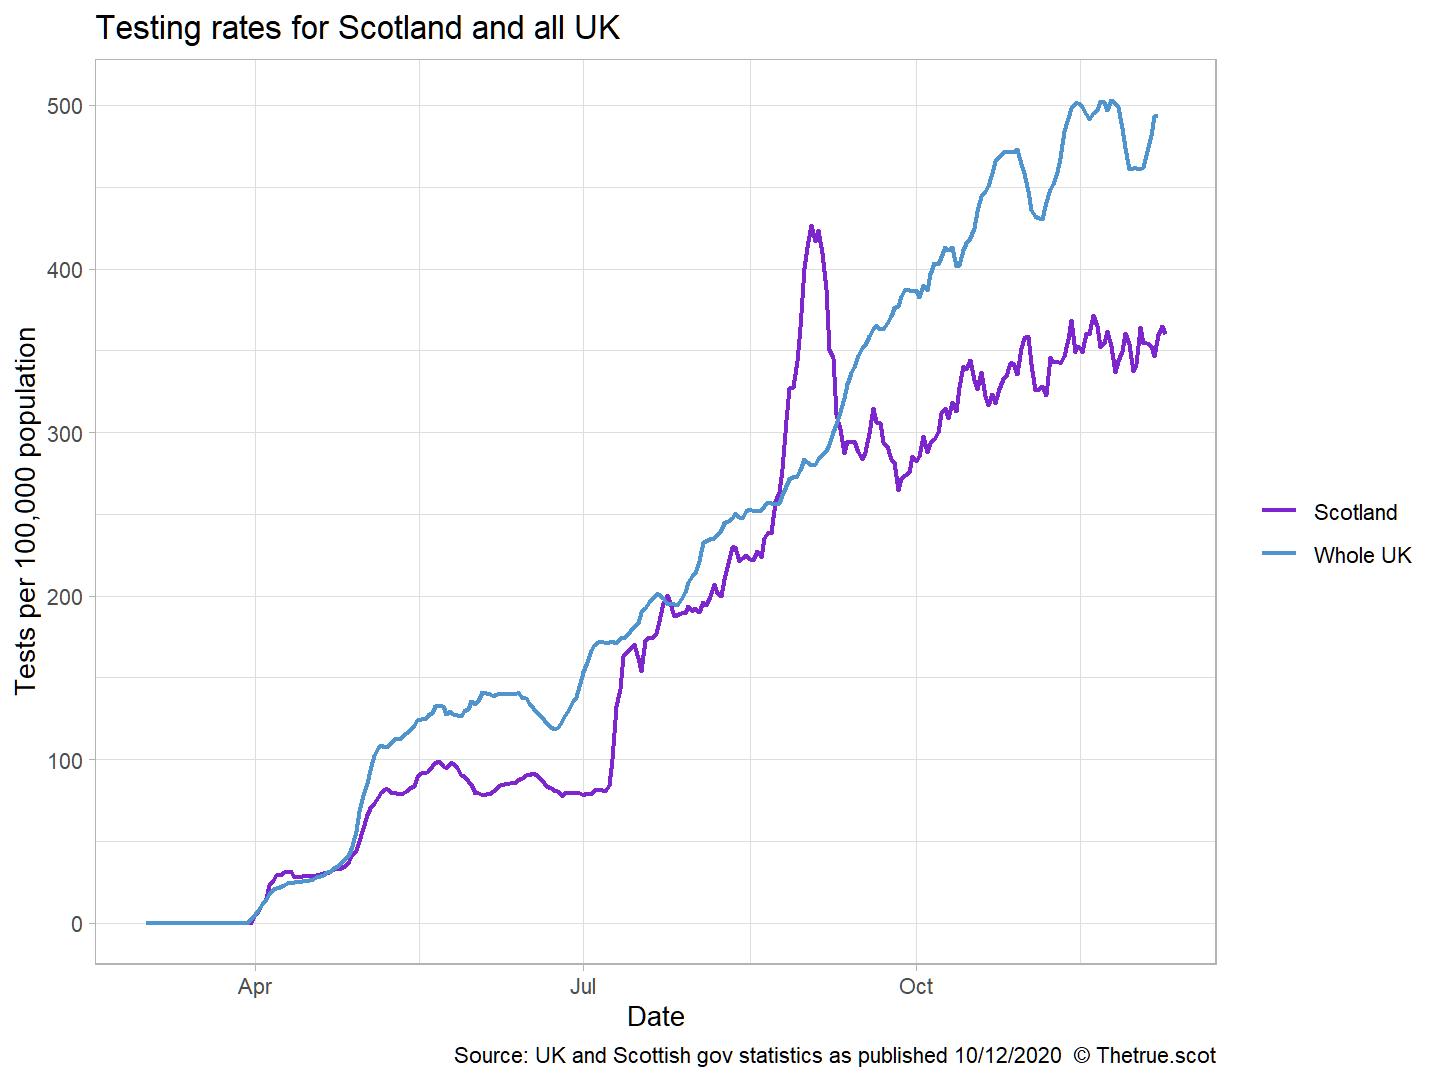 Testing rates for Scotland and all UK
Tests per 100,000 population
500
400
300
200
100
0
Apr
Jul
Oct
Date
Scotland
Whole UK
Source: UK and Scottish gov statistics as published 10/12/2020 © Thetrue.scot